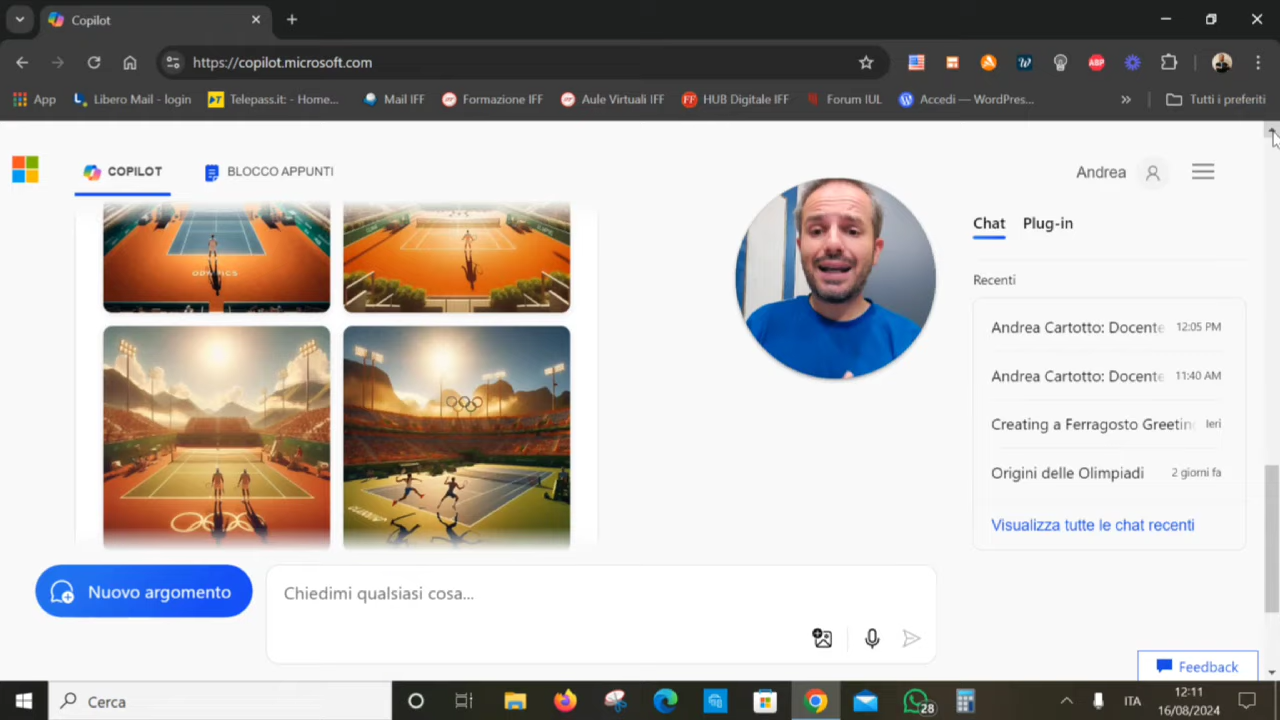 Copilot
https://copilot.microsoft.com
App
Libero Mail - login
Telepass.it: - Home...
Mail IFF
Formazione IFF
Aule Virtuali IFF
HUB Digitale IFF
Forum IUL
Accedi — WordPres...
Tutti i preferiti
COPILOT
BLOCCO APPUNTI
Andrea
Chat
Plug-in
Recenti
Andrea Cartotto: Docente 12:05 PM
Andrea Cartotto: Docente 11:40 AM
Creating a Ferragosto Greetin Ieri
Origini delle Olimpiadi 2 giorni fa
Visualizza tutte le chat recenti
Nuovo argomento
Chiedimi qualsiasi cosa...
Feedback
Cerca
28
ITA
12:11
16/08/2024